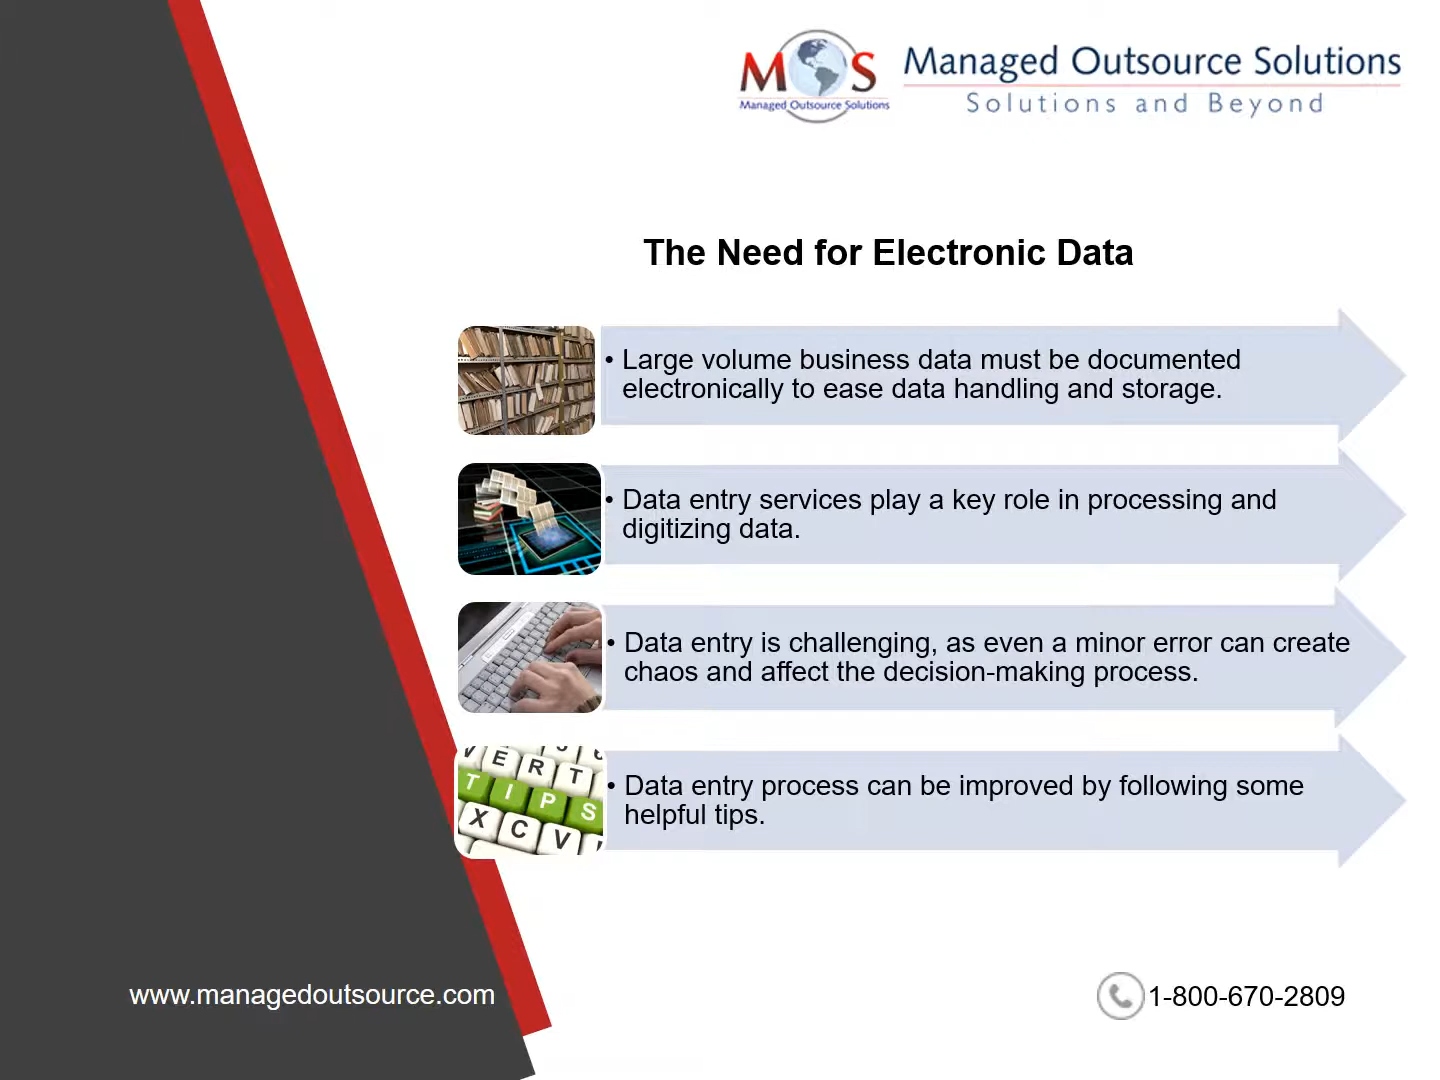 M S
Managed Outsource Solutions
Managed Outsource Solutions
Solutions and Beyond
The Need for Electronic Data
• Large volume business data must be documented
electronically to ease data handling and storage.
• Data entry services play a key role in processing and
digitizing data.
• Data entry is challenging, as even a minor error can create
chaos and affect the decision-making process.
V E R T
T I P S
X C V
• Data entry process can be improved by following some
helpful tips.
www.managedoutsource.com
1-800-670-2809